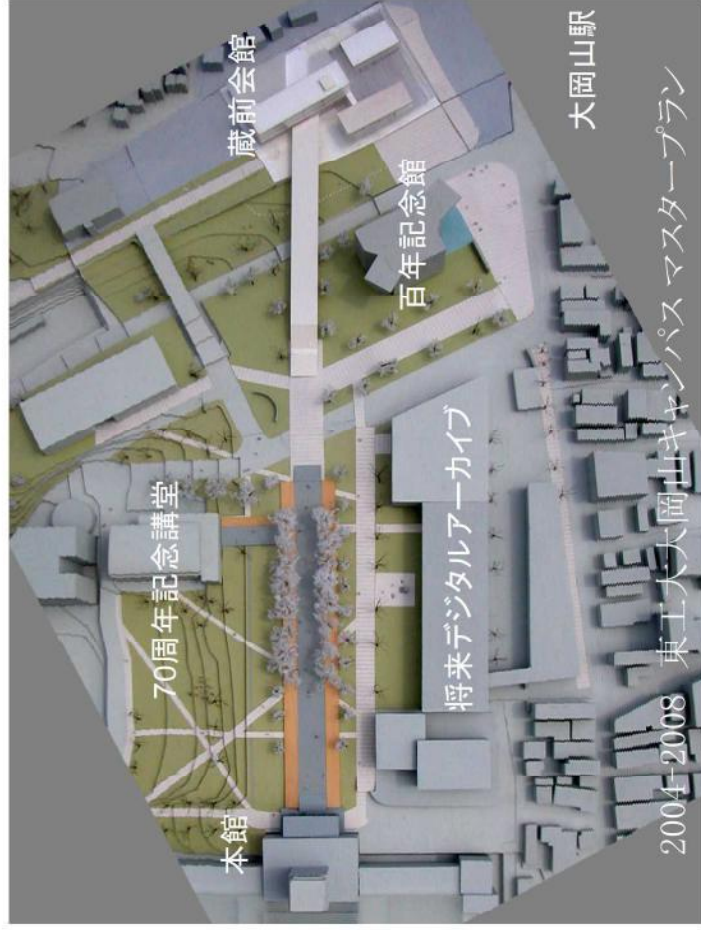 70周年記念講堂
本館
蔵前会館
百年記念館
将来デジタルアーカイブ
大岡山駅
2004-2008 東工大大岡山キャンパス マスタープラン